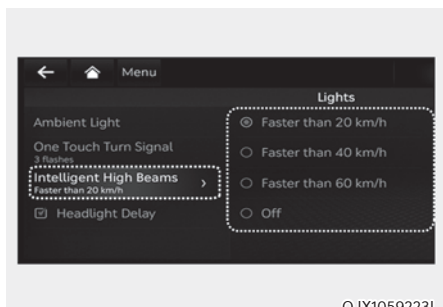 Menu
Lights
Ambient Light
One Touch Turn Signal
3 flashes
Intelligent High Beams
Faster than 20 km/h
Headlight Delay
Faster than 20 km/h
Faster than 40 km/h
Faster than 60 km/h
Off
OJX1059223L